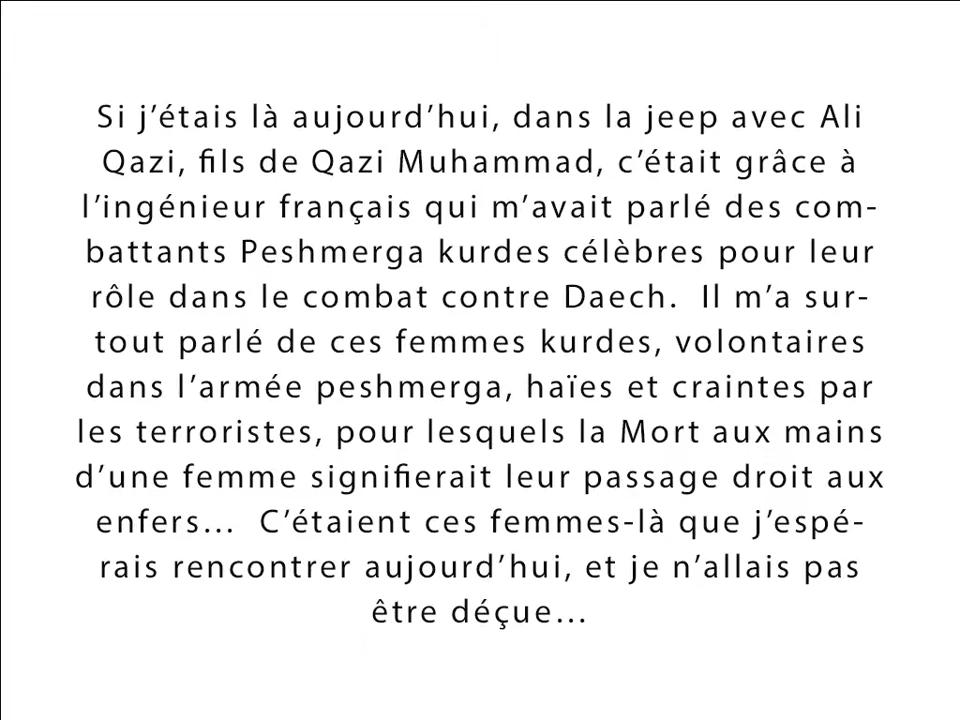 Si j’étais là aujourd’hui, dans la jeep avec Ali
Qazi, fils de Qazi Muhammad, c’était grâce à
l’ingénieur français qui m’avait parlé des com-
battants Peshmerga kurdes célèbres pour leur
rôle dans le combat contre Daech.  Il m’a sur-
tout parlé de ces femmes kurdes, volontaires
dans l’armée peshmerga, haïes et craintes par
les terroristes, pour lesquels la Mort aux mains
d’une femme signifierait leur passage droit aux
enfers…  C’étaient ces femmes-là que j’espé-
rais rencontrer aujourd’hui, et je n’allais pas
être déçue…